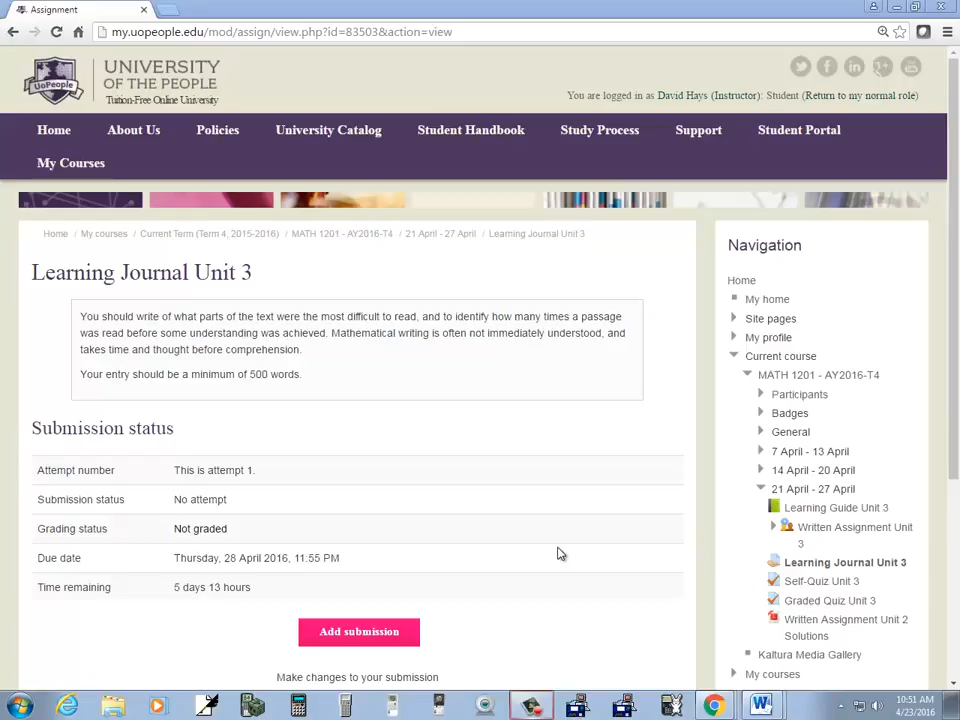 Assignment
my.uopeople.edu/mod/assign/view.php?id=83503&action=view
UoPeople
UNIVERSITY
OF THE PEOPLE
Tuition-Free Online University
You are logged in as David Hays (Instructor): Student (Return to my normal role)
Home About Us Policies University Catalog Student Handbook Study Process Support Student Portal
My Courses
Home / My courses / Current Term (Term 4, 2015-2016) / MATH 1201 - AY2016-T4 / 21 April - 27 April / Learning Journal Unit 3
Learning Journal Unit 3
You should write of what parts of the text were the most difficult to read, and to identify how many times a passage
was read before some understanding was achieved. Mathematical writing is often not immediately understood, and
takes time and thought before comprehension.
Your entry should be a minimum of 500 words.
Submission status
Attempt number This is attempt 1.
Submission status No attempt
Grading status Not graded
Due date Thursday, 28 April 2016, 11:55 PM
Time remaining 5 days 13 hours
Add submission
Make changes to your submission
Navigation
Home
My home
Site pages
My profile
Current course
MATH 1201 - AY2016-T4
Participants
Badges
General
7 April - 13 April
14 April - 20 April
21 April - 27 April
Learning Guide Unit 3
Written Assignment Unit
3
Learning Journal Unit 3
Self-Quiz Unit 3
Graded Quiz Unit 3
Written Assignment Unit 2
Solutions
Kaltura Media Gallery
My courses
10:51 AM
4/23/2016